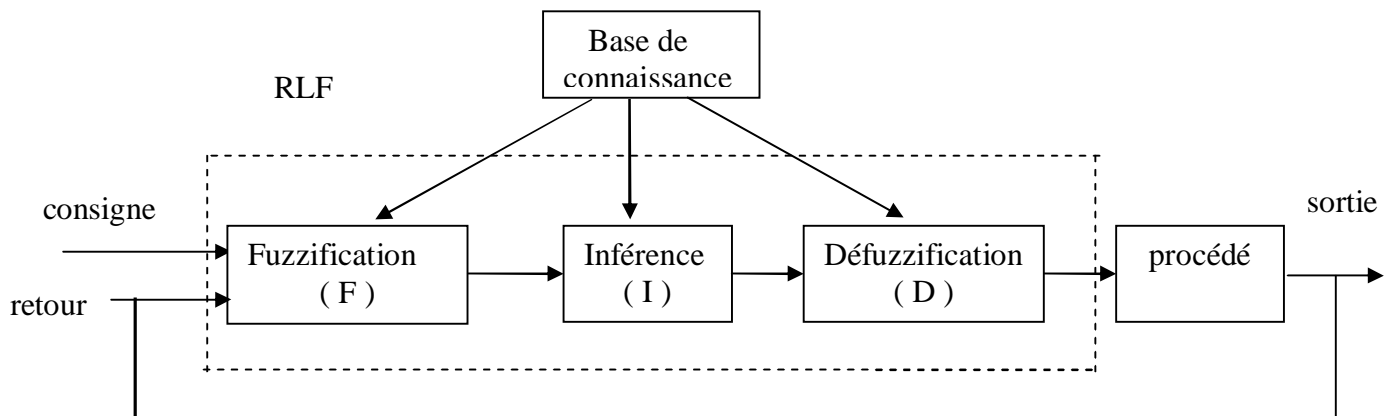 Base de
connaissance
RLF
consigne
sortie
Fuzzification
( F )
Inférence
( I )
Défuzzification
( D )
procédé
retour